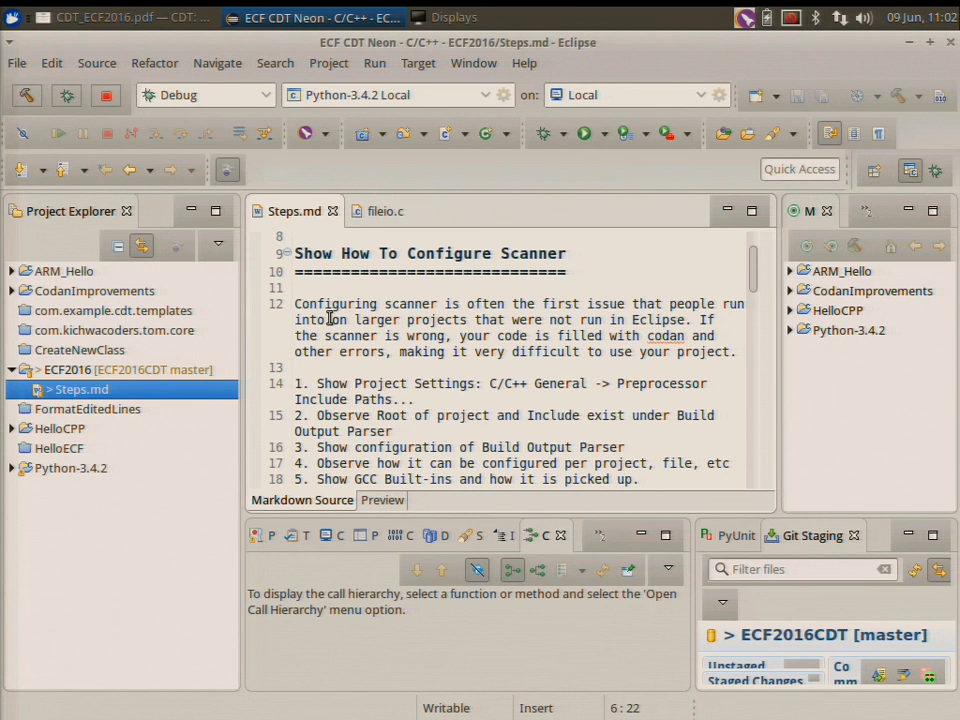 CDT_ECF2016.pdf — CDT: ...
ECF CDT Neon - C/C++ - EC...
Displays
09 Jun, 11:02
ECF CDT Neon - C/C++ - ECF2016/Steps.md - Eclipse
File Edit Source Refactor Navigate Search Project Run Target Window Help
Debug
Python-3.4.2 Local
on:
Local
010
Quick Access
Project Explorer
Steps.md
fileio.c
M
ARM_Hello
CodanImprovements
com.example.cdt.templates
com.kichwacoders.tom.core
CreateNewClass
> ECF2016 [ECF2016CDT master]
> Steps.md
FormatEditedLines
HelloCPP
HelloECF
Python-3.4.2
8
9 Show How To Configure Scanner
10 =============================
11
12 Configuring scanner is often the first issue that people run
into on larger projects that were not run in Eclipse. If
the scanner is wrong, your code is filled with codan and
other errors, making it very difficult to use your project.
13
14 1. Show Project Settings: C/C++ General -> Preprocessor
Include Paths...
15 2. Observe Root of project and Include exist under Build
Output Parser
16 3. Show configuration of Build Output Parser
17 4. Observe how it can be configured per project, file, etc
18 5. Show GCC Built-ins and how it is picked up.
Markdown Source
Preview
ARM_Hello
CodanImprovements
HelloCPP
Python-3.4.2
P T C P C D S I C
To display the call hierarchy, select a function or method and select the 'Open
Call Hierarchy' menu option.
PyUnit
Git Staging
Filter files
> ECF2016CDT [master]
Unstaged
Staged Changes
Co
mm
Writable
Insert
6 : 22